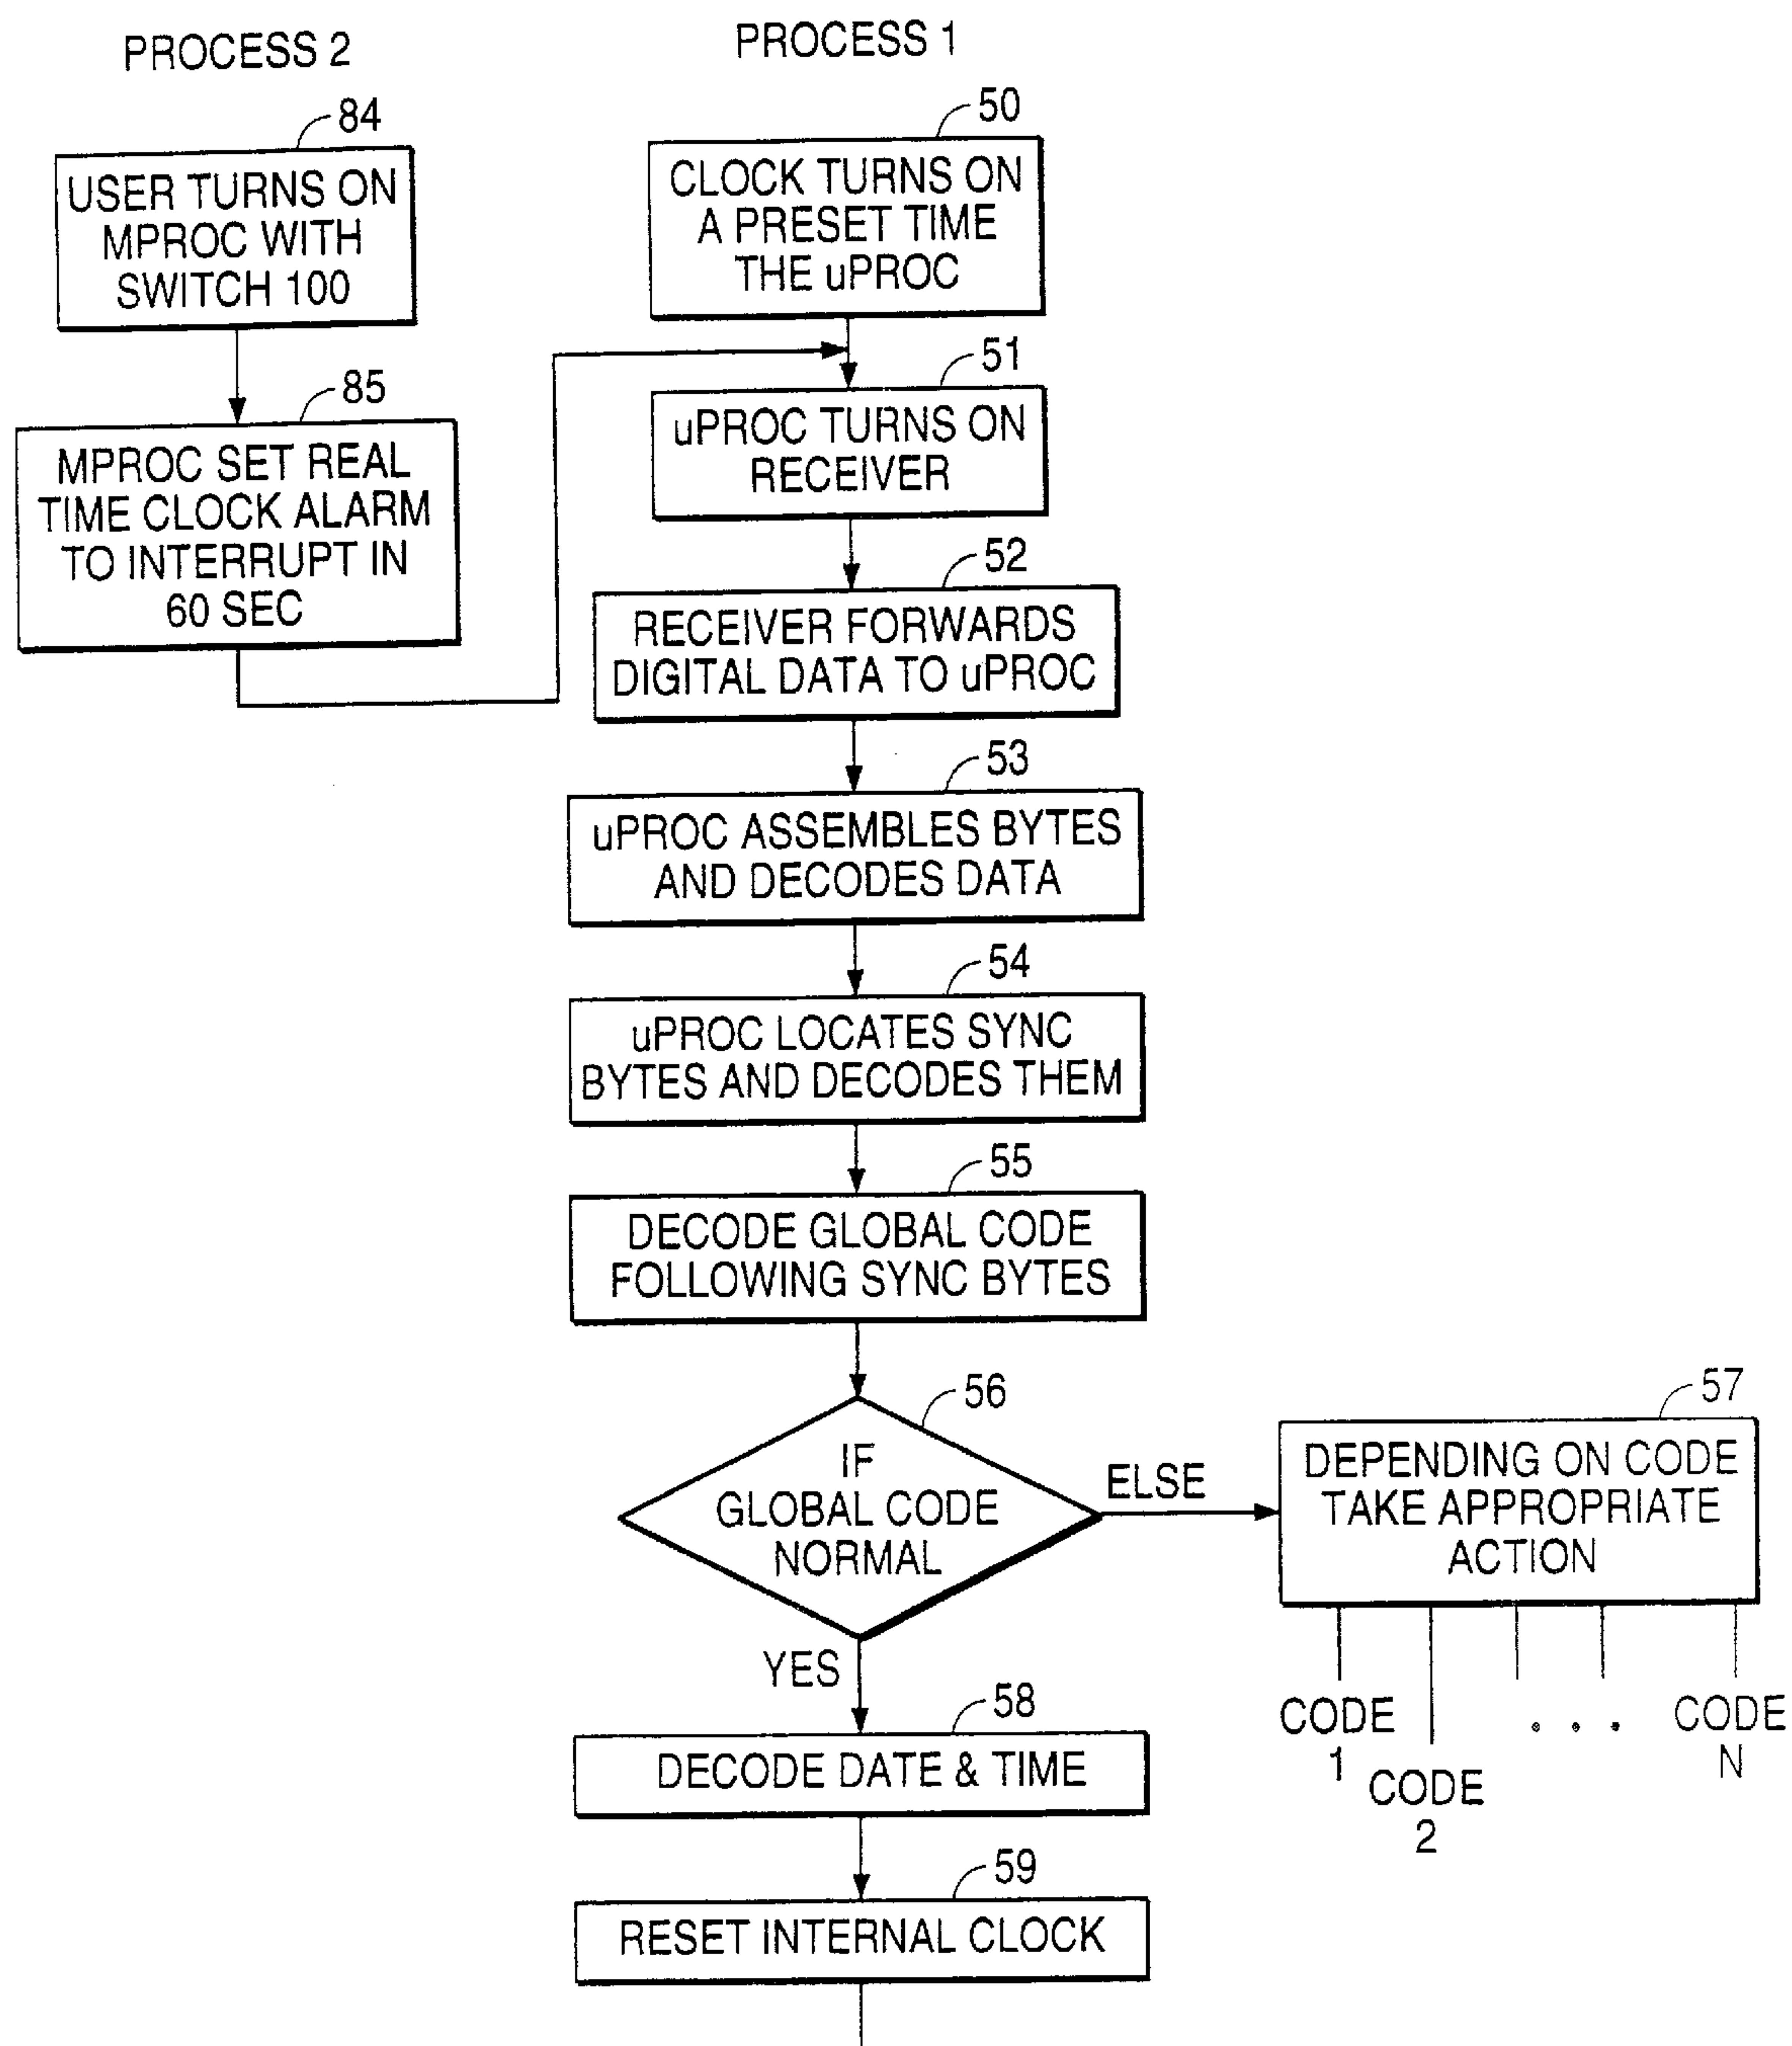 PROCESS 2
84
USER TURNS ON
MPROC WITH
SWITCH 100
85
MPROC SET REAL
TIME CLOCK ALARM
TO INTERRUPT IN
60 SEC
PROCESS 1
50
CLOCK TURNS ON
A PRESET TIME
THE uPROC
51
uPROC TURNS ON
RECEIVER
52
RECEIVER FORWARDS
DIGITAL DATA TO uPROC
53
uPROC ASSEMBLES BYTES
AND DECODES DATA
54
uPROC LOCATES SYNC
BYTES AND DECODES THEM
55
DECODE GLOBAL CODE
FOLLOWING SYNC BYTES
56
IF
GLOBAL CODE
NORMAL
ELSE
57
DEPENDING ON CODE
TAKE APPROPRIATE
ACTION
CODE
1
CODE
2
. . .
CODE
N
YES
58
DECODE DATE & TIME
59
RESET INTERNAL CLOCK